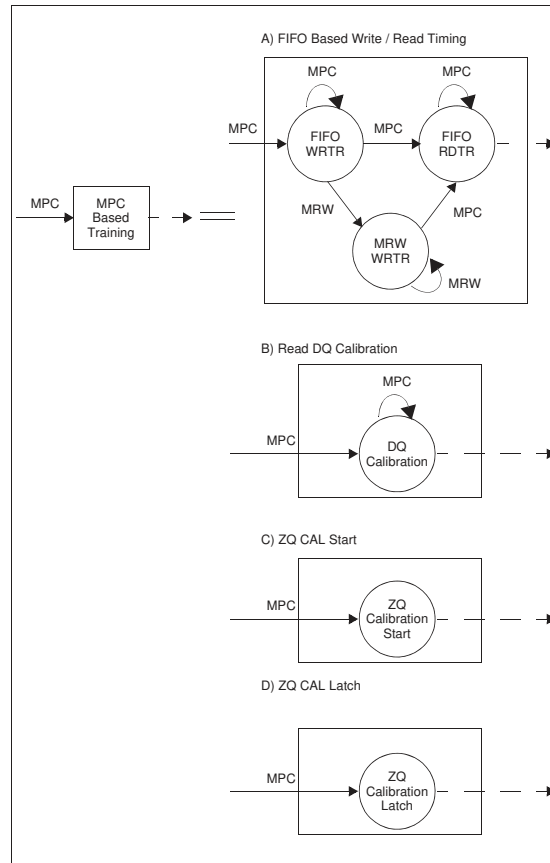 A) FIFO Based Write / Read Timing
MPC
MPC
MPC
FIFO
WRTR
MPC
FIFO
RDTR
MPC
MPC
Based
Training
MRW
MPC
MRW
WRTR
MRW
B) Read DQ Calibration
MPC
MPC
DQ
Calibration
C) ZQ CAL Start
MPC
ZQ
Calibration
Start
D) ZQ CAL Latch
MPC
ZQ
Calibration
Latch